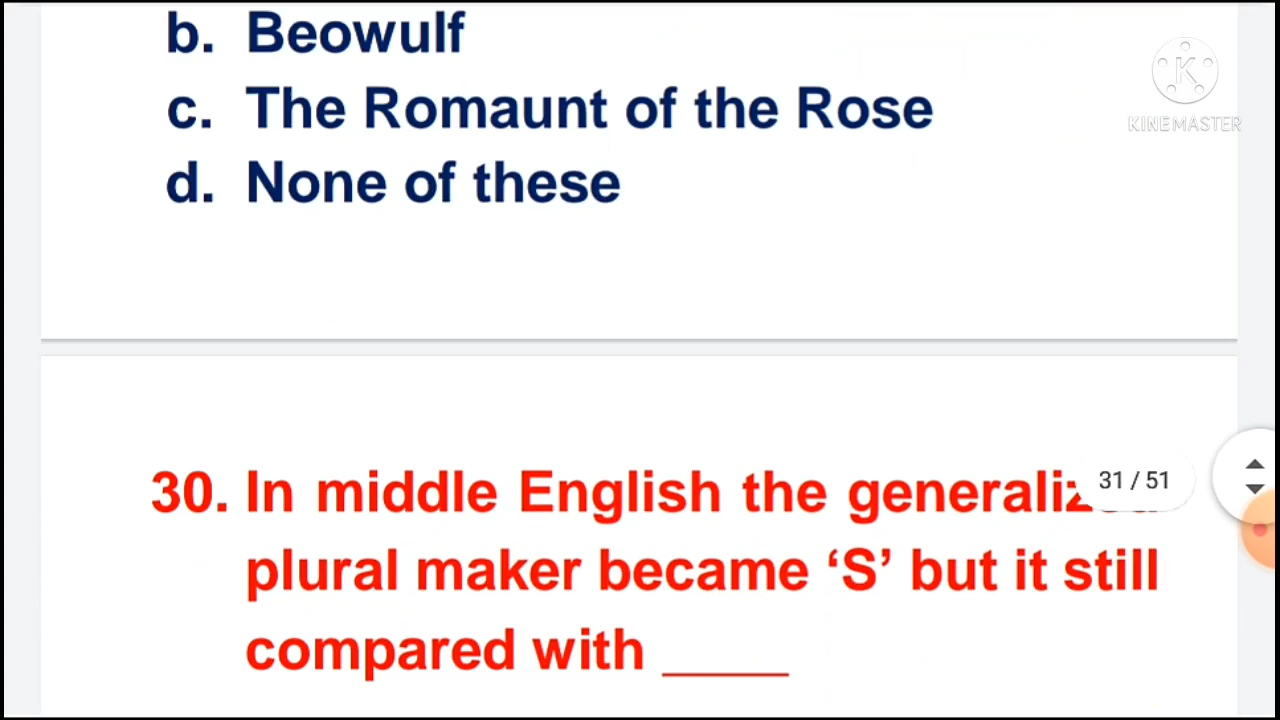 b. Beowulf
c. The Romaunt of the Rose
d. None of these
K
KINEMASTER
30. In middle English the
31 / 51
plural maker became ‘S’ but it still
compared with _____